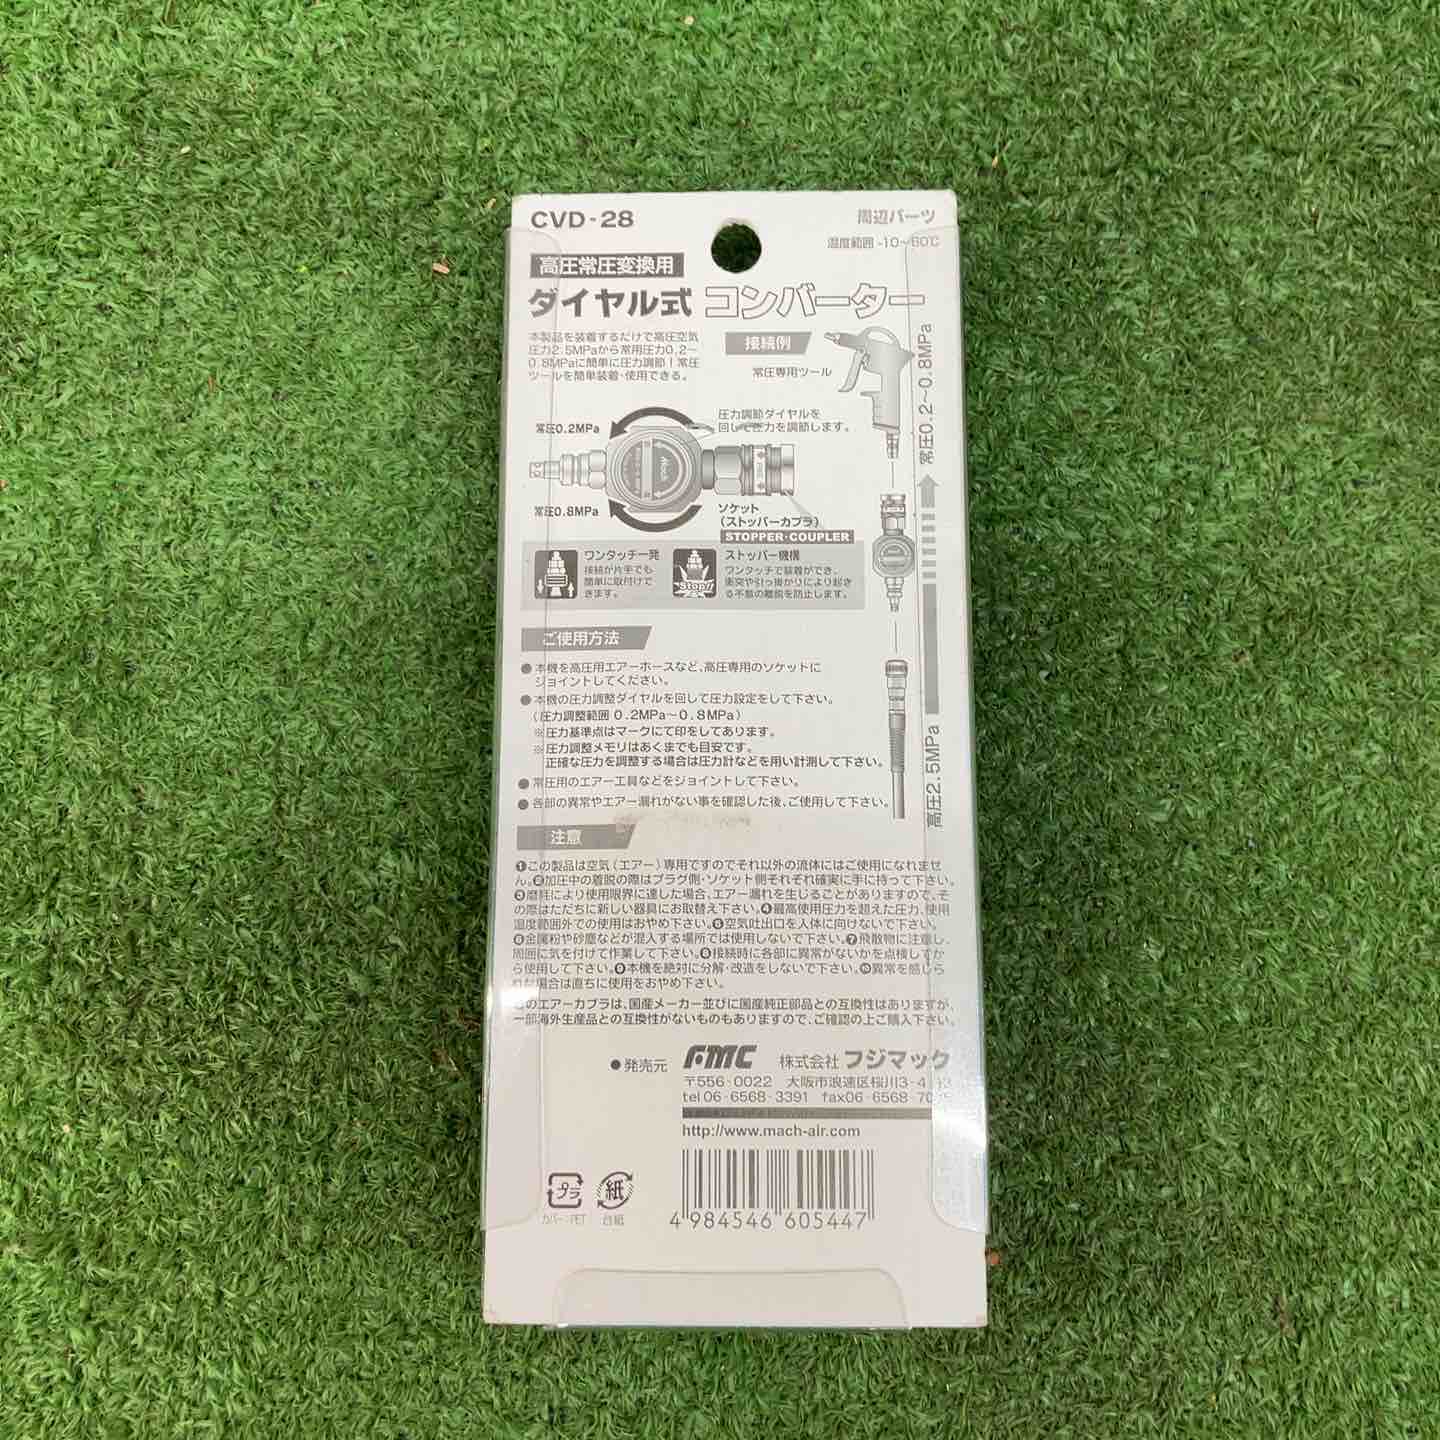 CVD-28
周辺パーツ
温度範囲 -10~60℃
高圧常圧変換用
ダイヤル式 コンバーター
本製品を装着するだけで高圧空気
圧力2.5MPaから常用圧力0.2~
0.8MPaに簡単に圧力調節!常圧
ツールを簡単装着・使用できる。
接続例
常圧専用ツール
常圧0.2~0.8MPa
高圧2.5MPa
圧力調節ダイヤルを
回して圧力を調節します。
常圧0.2MPa
常圧0.8MPa
ソケット
(ストッパーカプラ)
STOPPER・COUPLER
ワンタッチ一発
接続が片手でも
簡単に取付けで
きます。
Stop!!
ストッパー機構
ワンタッチで装着ができ、
衝突や引っ掛かりにより起き
る不慮の離脱を防止します。
ご使用方法
●本機を高圧用エアーホースなど、高圧専用のソケットに
ジョイントしてください。
●本機の圧力調整ダイヤルを回して圧力設定をして下さい。
(圧力調整範囲 0.2MPa~0.8MPa)
※圧力基準点はマークにて印をしてあります。
※圧力調整メモリはあくまでも目安です。
正確な圧力を調整する場合は圧力計などを用い計測して下さい。
●常圧用のエアー工具などをジョイントして下さい。
●各部の異常やエアー漏れがない事を確認した後、ご使用して下さい。
注意
❶この製品は空気(エアー)専用ですのでそれ以外の流体にはご使用になれませ
ん。❷加圧中の着脱の際はプラグ側・ソケット側それぞれ確実に手に持って下さい。
❸磨耗により使用限界に達した場合、エアー漏れを生じることがありますので、そ
の際はただちに新しい器具にお取替え下さい。❹最高使用圧力を超えた圧力、使用
温度範囲外での使用はおやめ下さい。❺空気吐出口を人体に向けないで下さい。
❻金属粉や砂塵などが混入する場所では使用しないで下さい。❼飛散物に注意し、
周囲に気を付けて作業して下さい。❽接続時に各部に異常がないかを点検してか
ら使用して下さい。❾本機を絶対に分解・改造をしないで下さい。❿異常を感じら
れた場合は直ちに使用をおやめ下さい。
このエアーカプラは、国産メーカー並びに国産純正部品との互換性はありますが、
一部海外生産品との互換性がないものもありますので、ご確認の上ご購入下さい。
●発売元 FMC 株式会社 フジマック
〒556-0022 大阪市浪速区桜川3-4
tel 06-6568-3391 fax06-6568-
http://www.mach-air.com
プラ
カバー:PET
紙
台紙
4 984546 605447